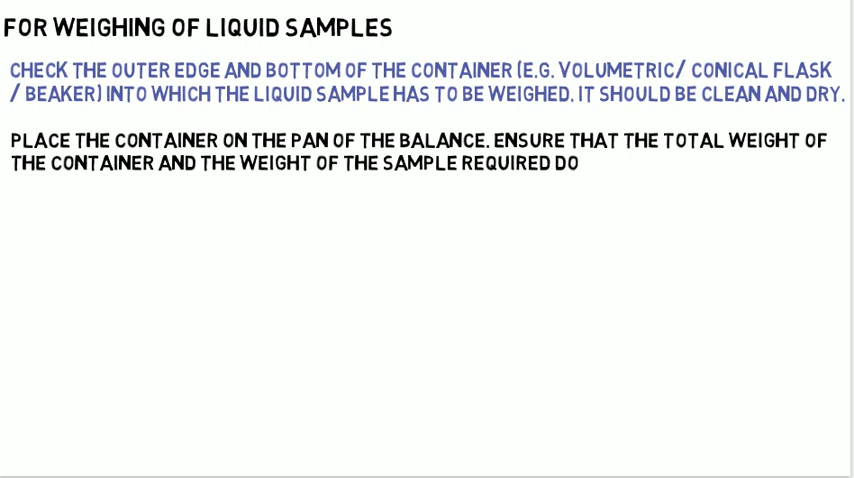 FOR WEIGHING OF LIQUID SAMPLES
CHECK THE OUTER EDGE AND BOTTOM OF THE CONTAINER (E.G. VOLUMETRIC/ CONICAL FLASK
/ BEAKER) INTO WHICH THE LIQUID SAMPLE HAS TO BE WEIGHED. IT SHOULD BE CLEAN AND DRY.
PLACE THE CONTAINER ON THE PAN OF THE BALANCE. ENSURE THAT THE TOTAL WEIGHT OF
THE CONTAINER AND THE WEIGHT OF THE SAMPLE REQUIRED DO